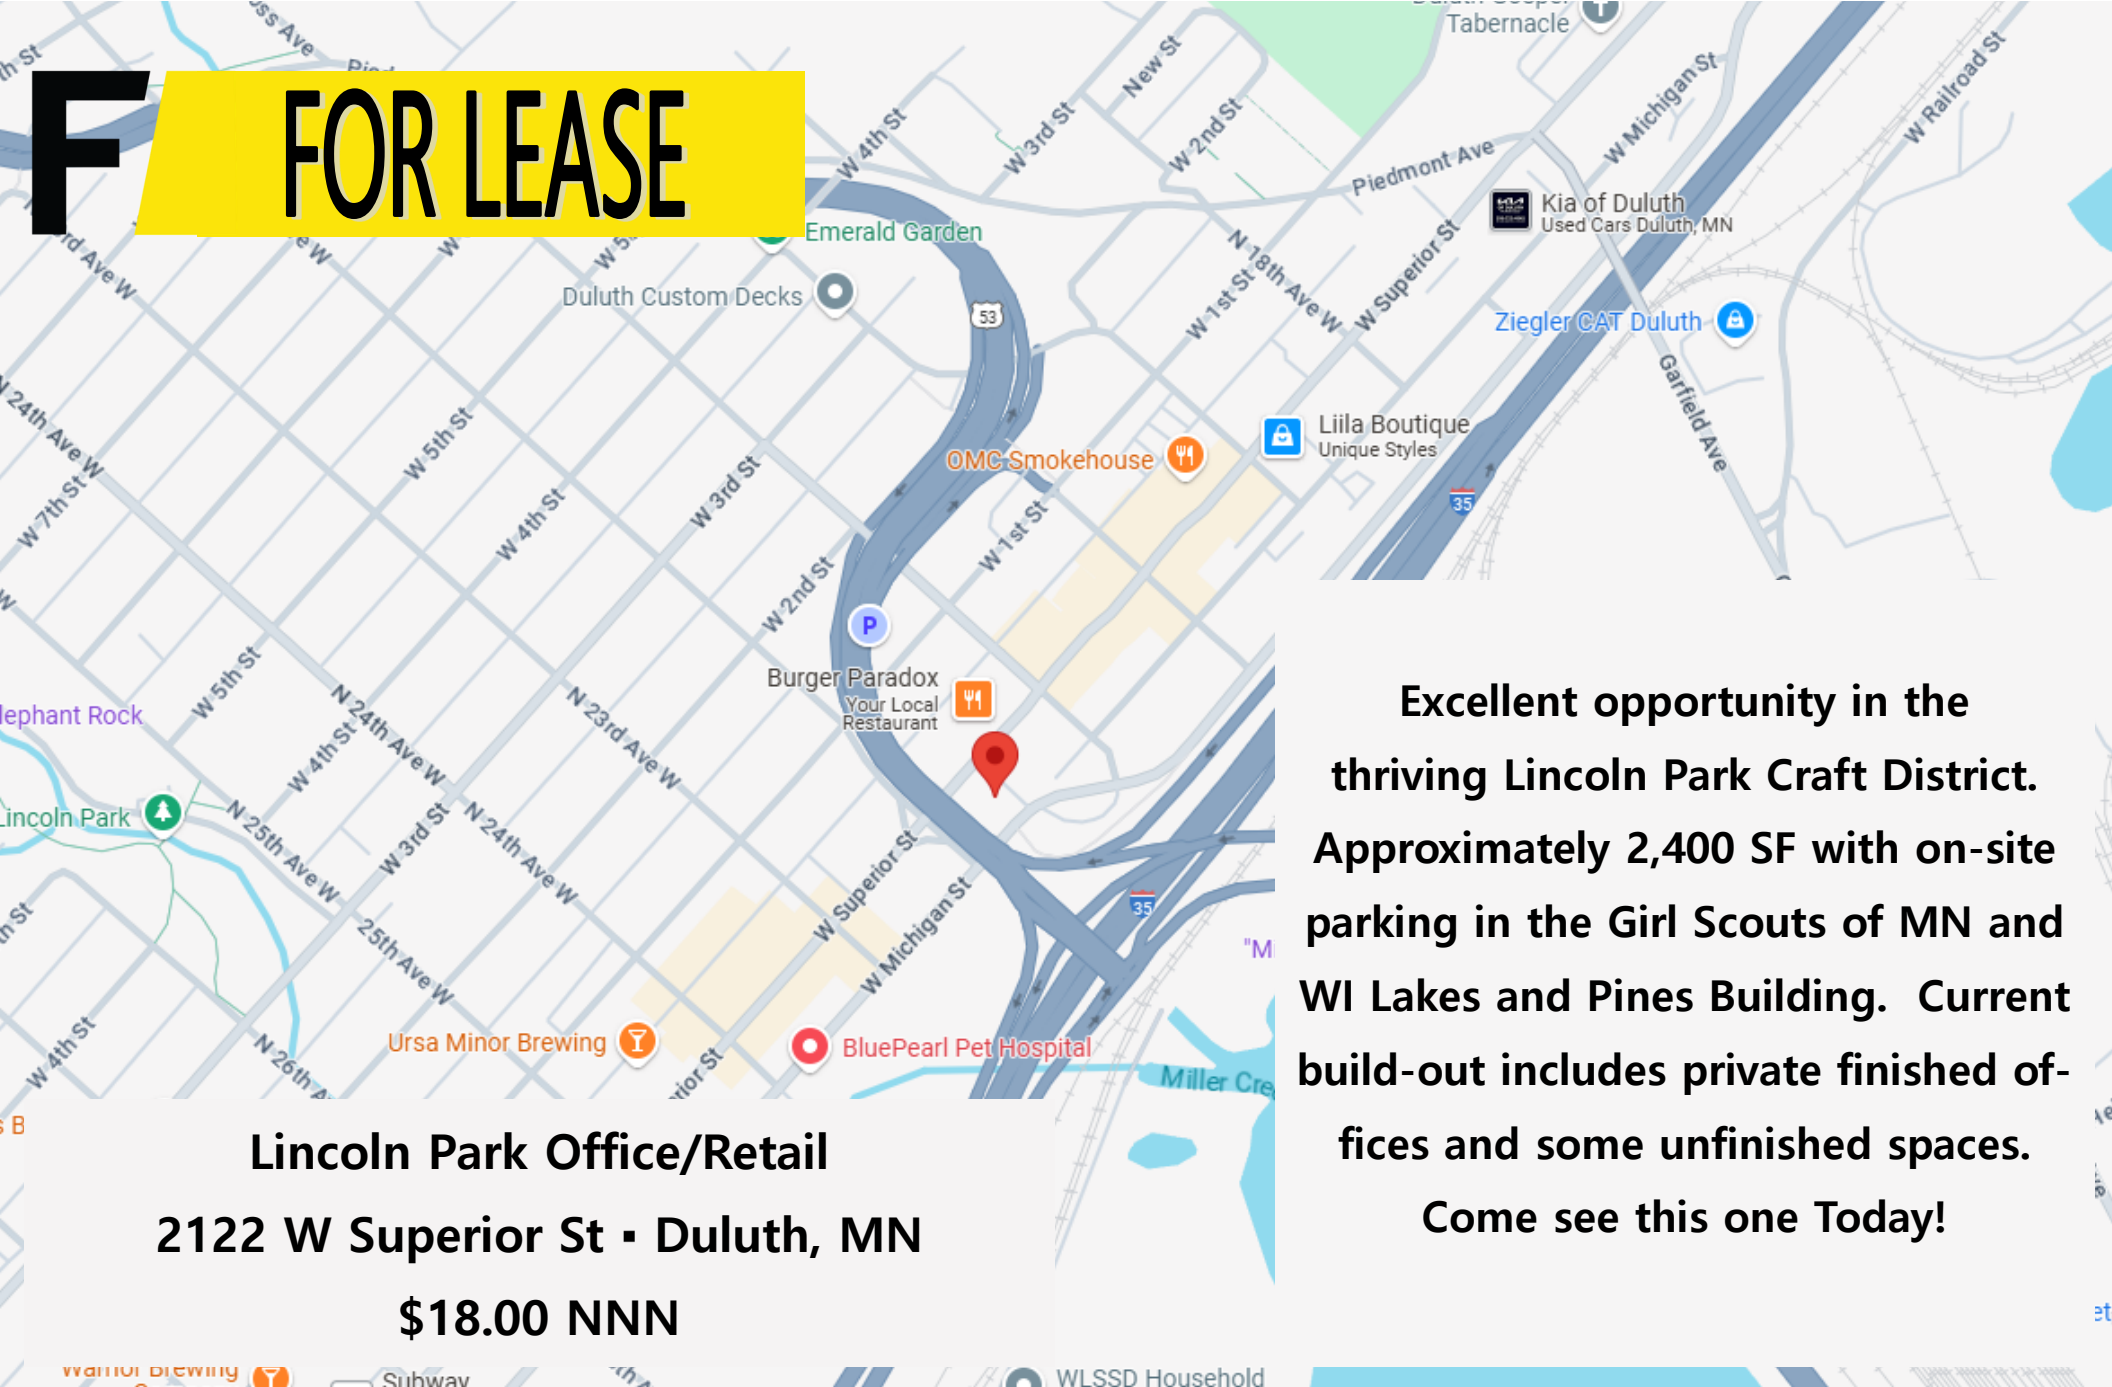 F FOR LEASE
Tabernacle
New St
W Michigan St
W Railroad St
W 4th St
W 3rd St
W 2nd St
Piedmont Ave
Kia of Duluth
Used Cars Duluth, MN
Emerald Garden
N 18th Ave W
W Superior St
W 1st St
Duluth Custom Decks
53
Ziegler CAT Duluth
Garfield Ave
N 24th Ave W
W 5th St
Liila Boutique
Unique Styles
OMC Smokehouse
W 7th St
W 4th St
W 3rd St
35
W 1st St
W 2nd St
P
Burger Paradox
Your Local
Restaurant
W 5th St
N 24th Ave W
N 23rd Ave W
lephant Rock
W 4th St
Lincoln Park
N 25th Ave W
W 3rd St
N 24th Ave W
W Superior St
W Michigan St
35
25th Ave W
W 4th St
N 26th A
Ursa Minor Brewing
BluePearl Pet Hospital
rior St
Miller Cre
"Mi
Excellent opportunity in the
thriving Lincoln Park Craft District.
Approximately 2,400 SF with on-site
parking in the Girl Scouts of MN and
WI Lakes and Pines Building. Current
build-out includes private finished of-
fices and some unfinished spaces.
Come see this one Today!
Lincoln Park Office/Retail
2122 W Superior St ▪ Duluth, MN
$18.00 NNN
Warrior Brewing
Subway
WLSSD Household